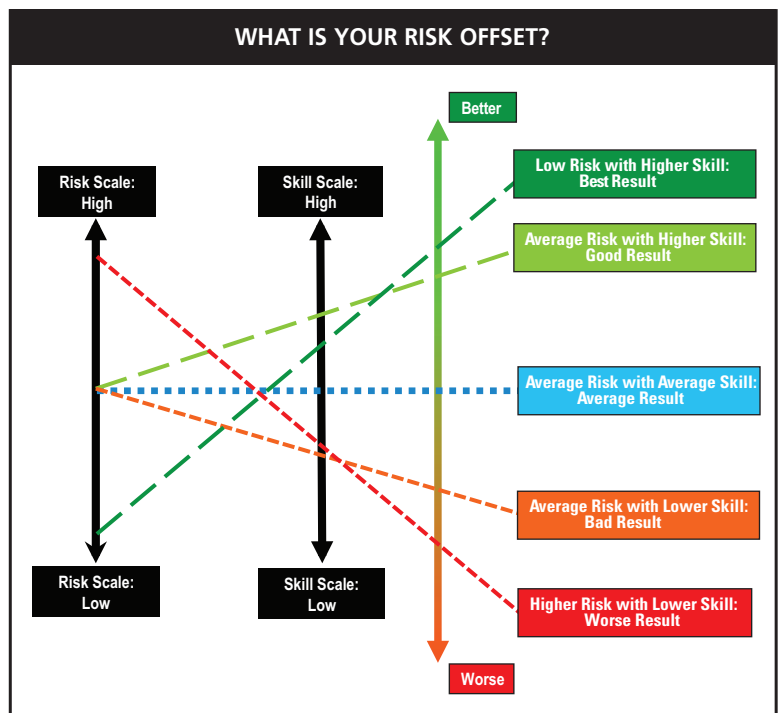 WHAT IS YOUR RISK OFFSET?
Better
Risk Scale:
High
Skill Scale:
High
Low Risk with Higher Skill:
Best Result
Average Risk with Higher Skill:
Good Result
Average Risk with Average Skill:
Average Result
Average Risk with Lower Skill:
Bad Result
Risk Scale:
Low
Skill Scale:
Low
Higher Risk with Lower Skill:
Worse Result
Worse